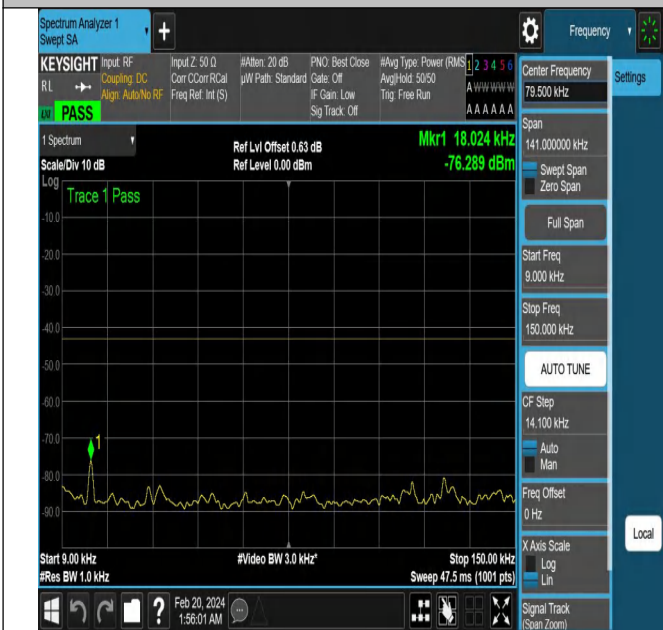 Spectrum Analyzer 1
Swept SA
+
Frequency
KEYSIGHT
RL
LXI
PASS
Input: RF
Coupling: DC
Align: Auto/No RF
Input Z: 50 Ω
Corr CCorr RCal
Freq Ref: Int (S)
#Atten: 20 dB
µW Path: Standard
PNO: Best Close
Gate: Off
IF Gain: Low
Sig Track: Off
#Avg Type: Power (RMS
Avg|Hold: 50/50
Trig: Free Run
1 2 3 4 5 6
A W W W W W
A A A A A A
1 Spectrum
Scale/Div 10 dB
Log
Ref Lvl Offset 0.63 dB
Ref Level 0.00 dBm
Mkr1 18.024 kHz
-76.289 dBm
Trace 1 Pass
-10.0
-20.0
-30.0
-40.0
-50.0
-60.0
-70.0
-80.0
-90.0
1
Start 9.00 kHz
#Res BW 1.0 kHz
#Video BW 3.0 kHz*
Stop 150.00 kHz
Sweep 47.5 ms (1001 pts)
?
Feb 20, 2024
1:56:01 AM
Center Frequency
79.500 kHz
Settings
Span
141.000000 kHz
Swept Span
Zero Span
Full Span
Start Freq
9.000 kHz
Stop Freq
150.000 kHz
AUTO TUNE
CF Step
14.100 kHz
Auto
Man
Freq Offset
0 Hz
X Axis Scale
Log
Lin
Local
Signal Track
(Span Zoom)